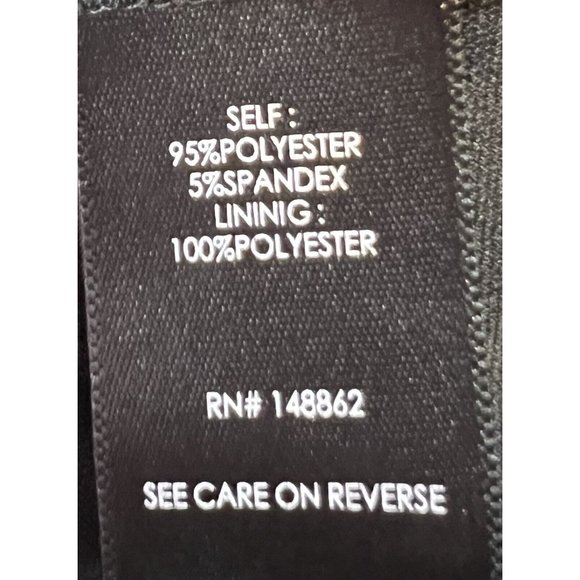 SELF :
95%POLYESTER
5%SPANDEX
LININIG :
100%POLYESTER
RN# 148862
SEE CARE ON REVERSE